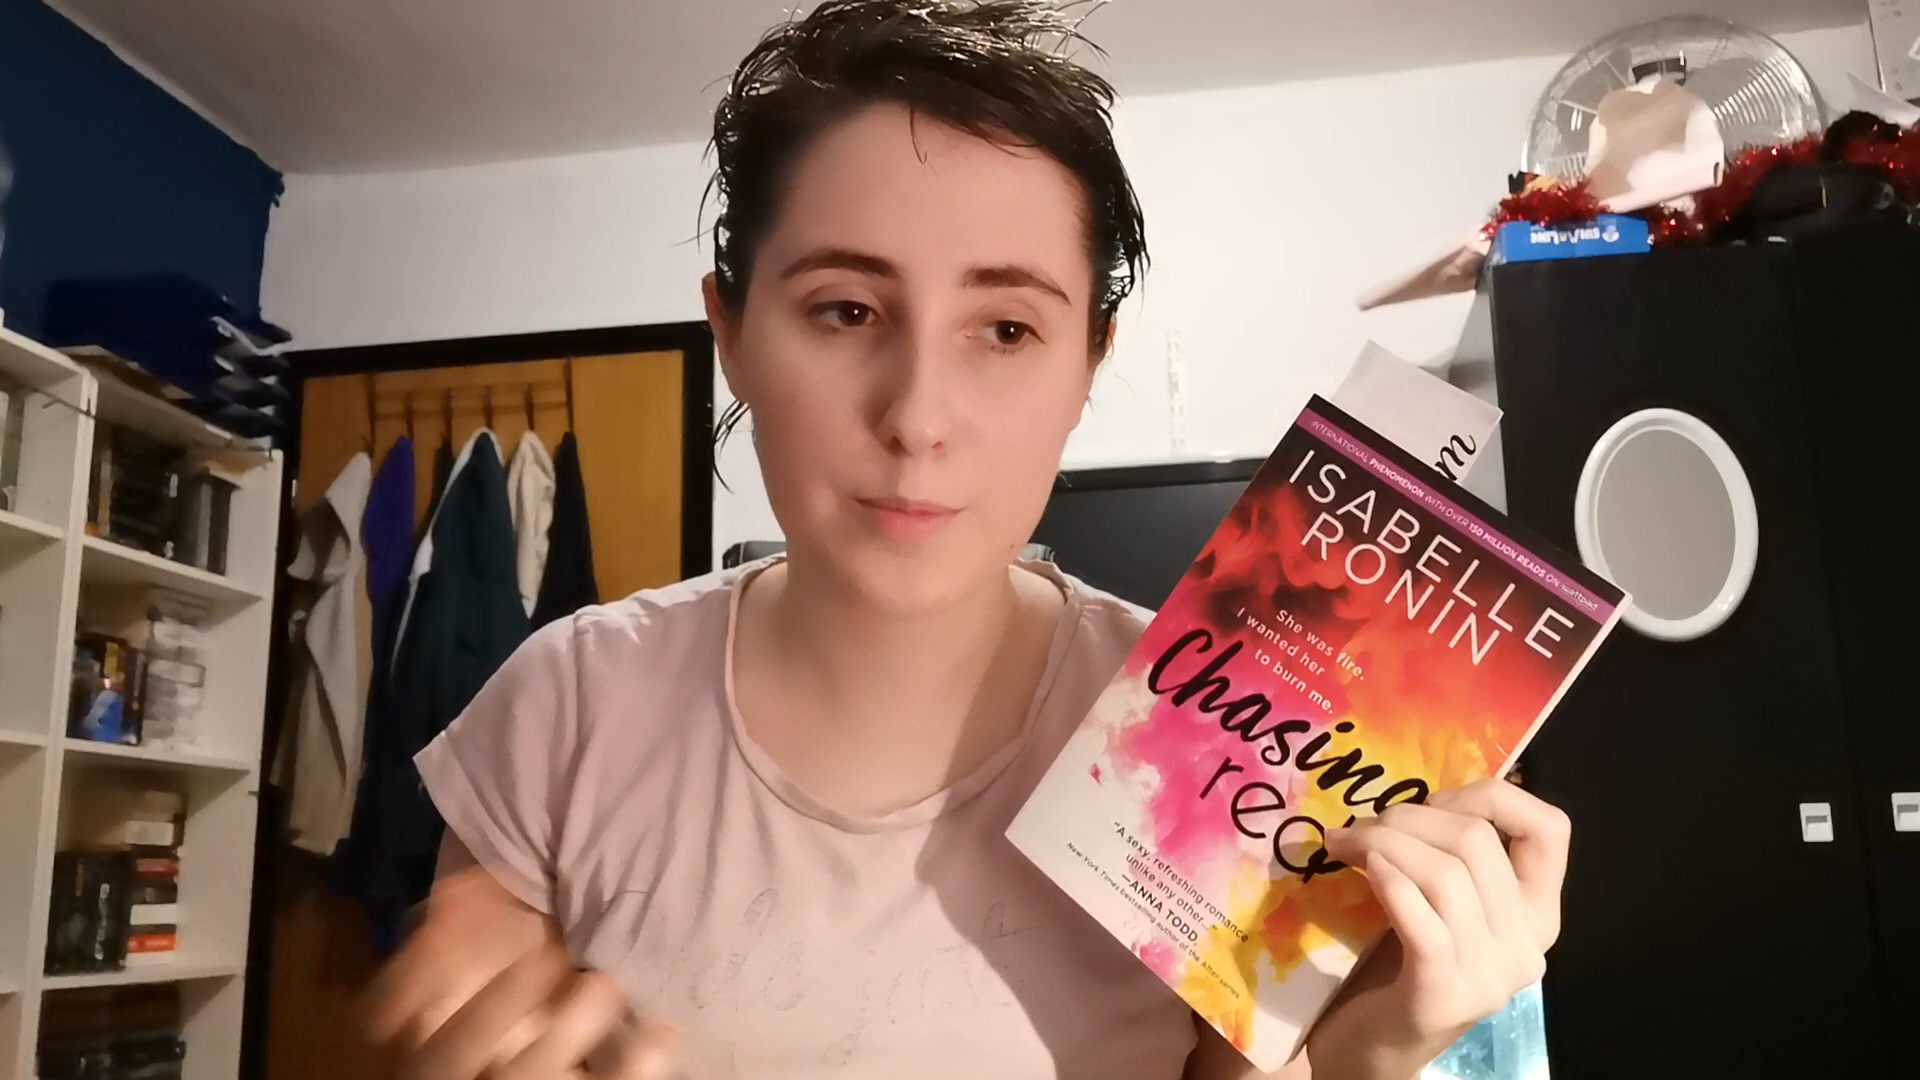 INTERNATIONAL PHENOMENON WITH OVER 150 MILLION READS ON wattpad
ISABELLE
RONIN
She was fire.
I wanted her
to burn me.
Chasing
red
"A sexy, refreshing romance
unlike any other..."
—ANNA TODD,
New York Times bestselling author of the After series